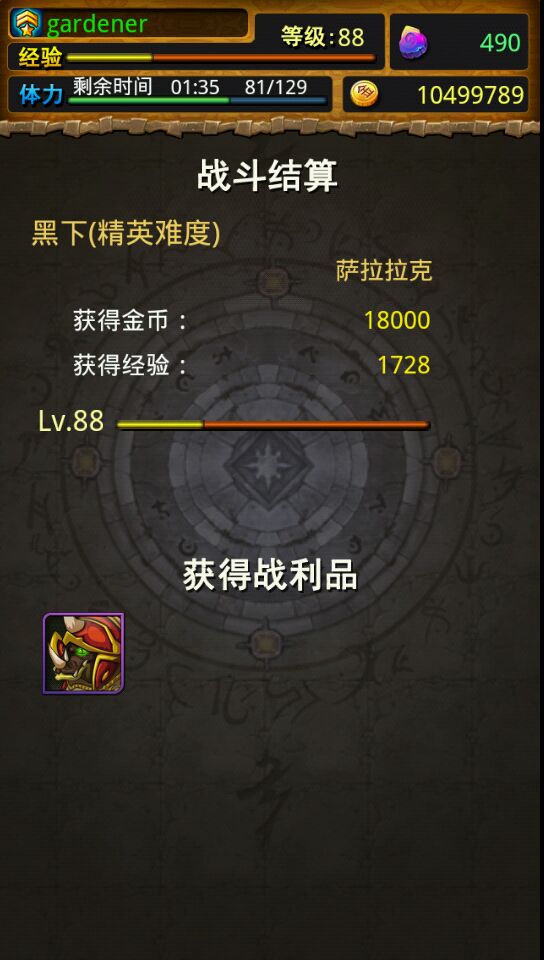 gardener
等级:88
490
经验
体力
剩余时间 01:35 81/129
10499789
战斗结算
黑下(精英难度)
萨拉拉克
获得金币： 18000
获得经验： 1728
Lv.88
获得战利品